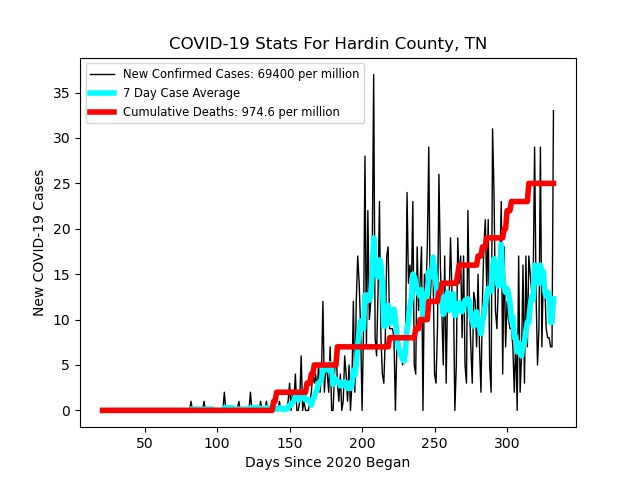 COVID-19 Stats For Hardin County, TN
New Confirmed Cases: 69400 per million
7 Day Case Average
Cumulative Deaths: 974.6 per million
New COVID-19 Cases
35
30
25
20
15
10
5
0
50 100 150 200 250 300
Days Since 2020 Began